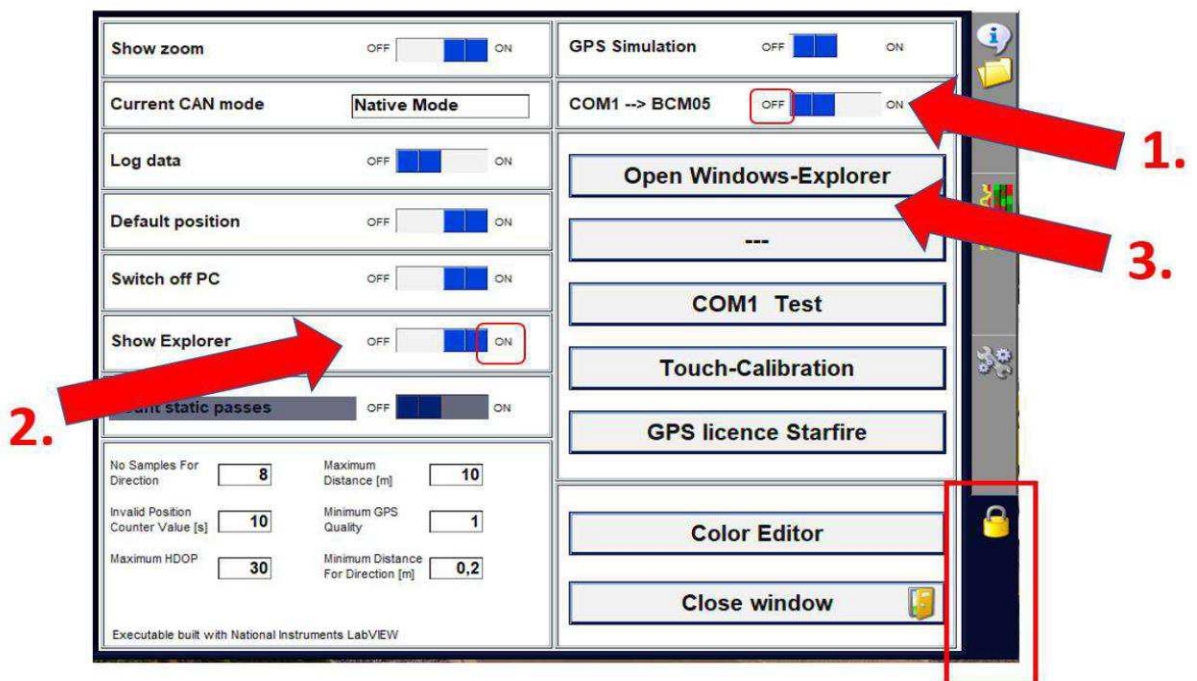 Show zoom OFF ON
GPS Simulation OFF ON
Current CAN mode Native Mode
COM1 --> BCM05 OFF ON
1.
Log data OFF ON
Open Windows-Explorer
Default position OFF ON
---
3.
Switch off PC OFF ON
COM1 Test
Show Explorer OFF ON
Touch-Calibration
2.
static passes OFF ON
GPS licence Starfire
No Samples For
Direction 8
Maximum
Distance [m] 10
Invalid Position
Counter Value [s] 10
Minimum GPS
Quality 1
Maximum HDOP 30
Minimum Distance
For Direction [m] 0,2
Color Editor
Close window
Executable built with National Instruments LabVIEW